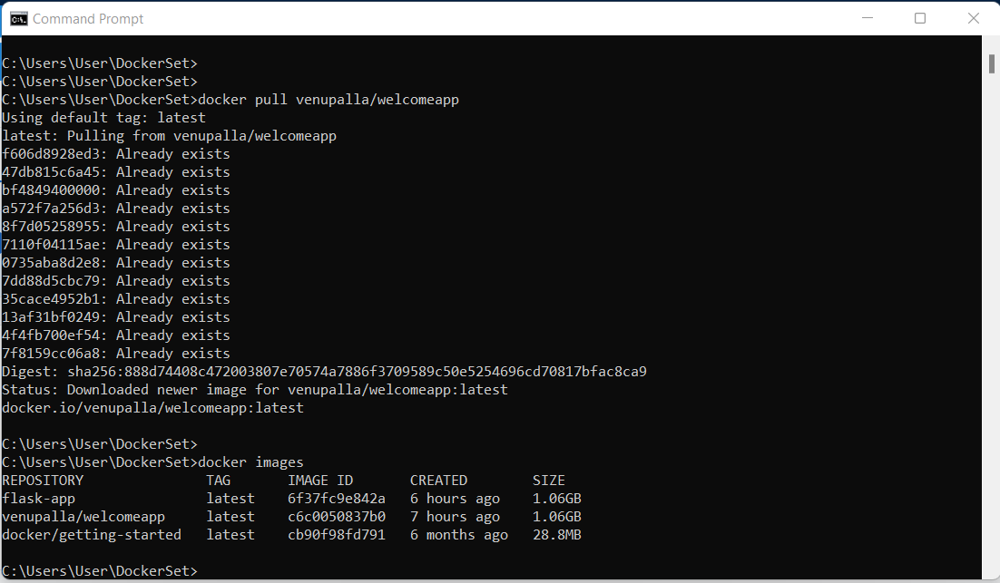 Command Prompt
C:\Users\User\DockerSet>
C:\Users\User\DockerSet>
C:\Users\User\DockerSet>docker pull venupalla/welcomeapp
Using default tag: latest
latest: Pulling from venupalla/welcomeapp
f606d8928ed3: Already exists
47db815c6a45: Already exists
bf4849400000: Already exists
a572f7a256d3: Already exists
8f7d05258955: Already exists
7110f04115ae: Already exists
0735aba8d2e8: Already exists
7dd88d5cbc79: Already exists
35cace4952b1: Already exists
13af31bf0249: Already exists
4f4fb700ef54: Already exists
7f8159cc06a8: Already exists
Digest: sha256:888d74408c472003807e70574a7886f3709589c50e5254696cd70817bfac8ca9
Status: Downloaded newer image for venupalla/welcomeapp:latest
docker.io/venupalla/welcomeapp:latest
C:\Users\User\DockerSet>
C:\Users\User\DockerSet>docker images
REPOSITORY TAG IMAGE ID CREATED SIZE
flask-app latest 6f37fc9e842a 6 hours ago 1.06GB
venupalla/welcomeapp latest c6c0050837b0 7 hours ago 1.06GB
docker/getting-started latest cb90f98fd791 6 months ago 28.8MB
C:\Users\User\DockerSet>